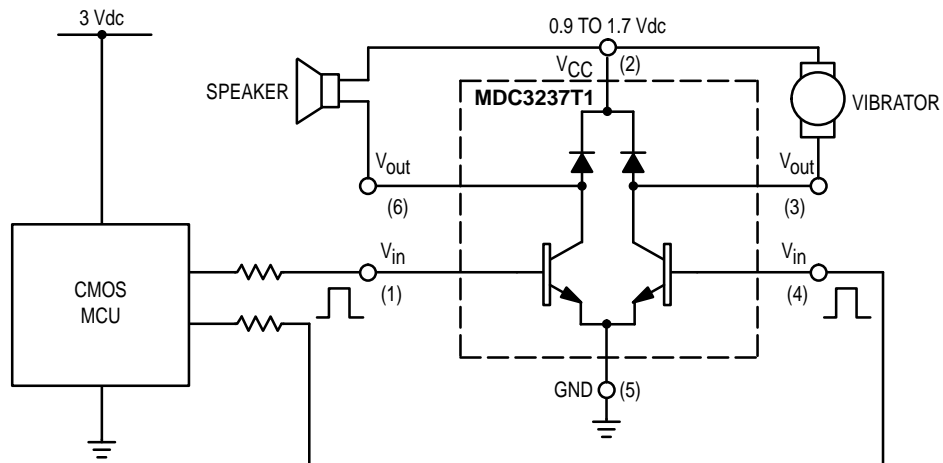 3 Vdc
0.9 TO 1.7 Vdc
VCC
(2)
SPEAKER
MDC3237T1
VIBRATOR
Vout
(6)
Vout
(3)
CMOS
MCU
Vin
(1)
Vin
(4)
GND
(5)